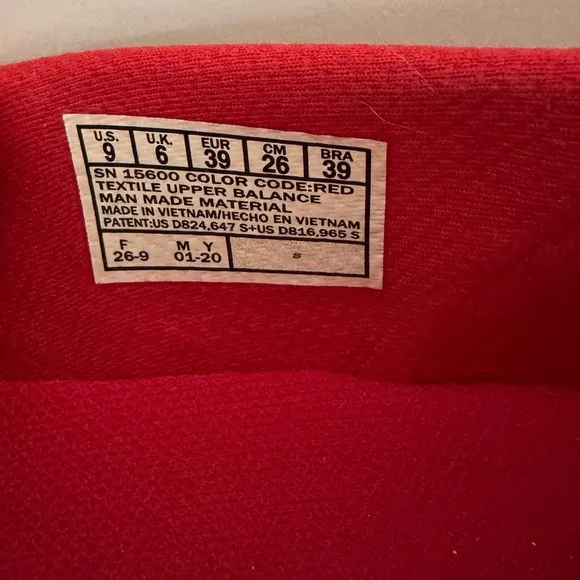 U.S. U.K. EUR CM BRA
9 6 39 26 39
SN 15600 COLOR CODE:RED
TEXTILE UPPER BALANCE
MAN MADE MATERIAL
MADE IN VIETNAM/HECHO EN VIETNAM
PATENT:US D824,647 S+US D816,965 S
F M Y
26-9 01-20 S